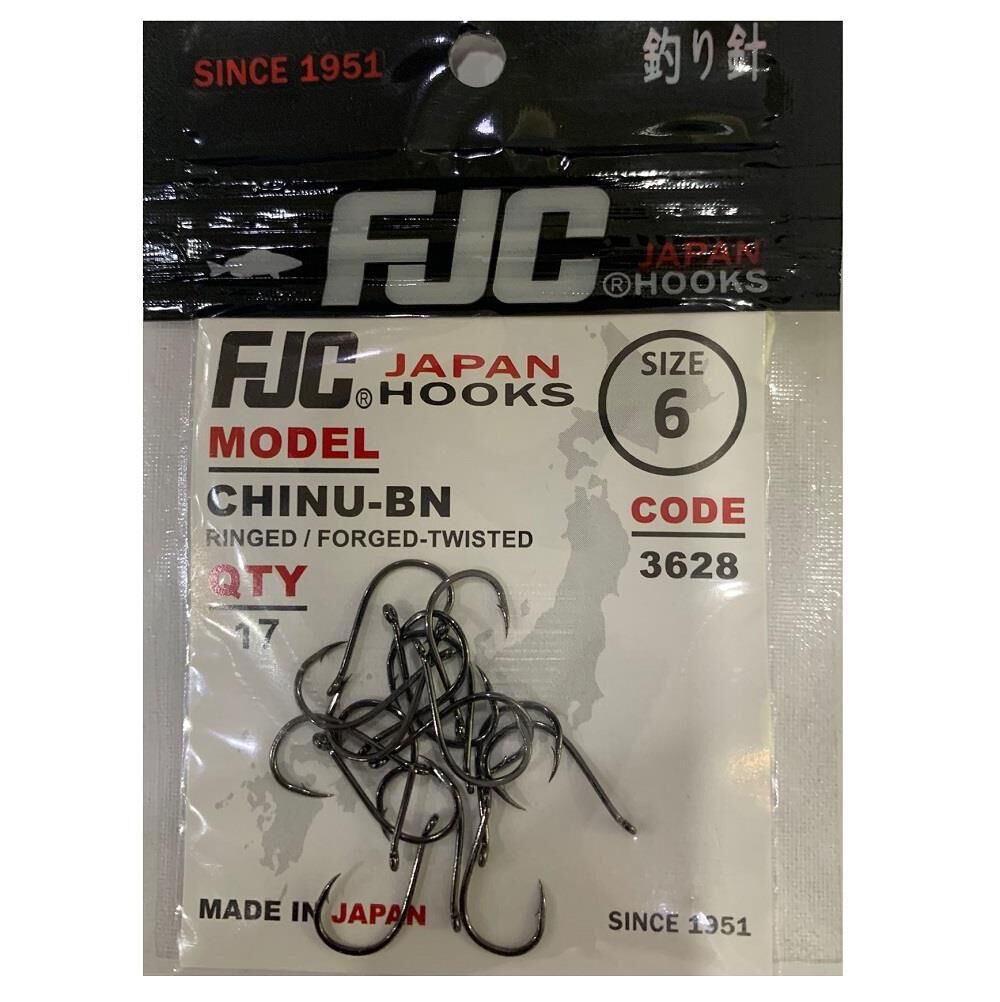 SINCE 1951
釣り針
FJC
JAPAN
®HOOKS
FJC
® JAPAN
HOOKS
SIZE
6
MODEL
CHINU-BN
RINGED / FORGED-TWISTED
CODE
3628
QTY
17
MADE IN JAPAN
SINCE 1951